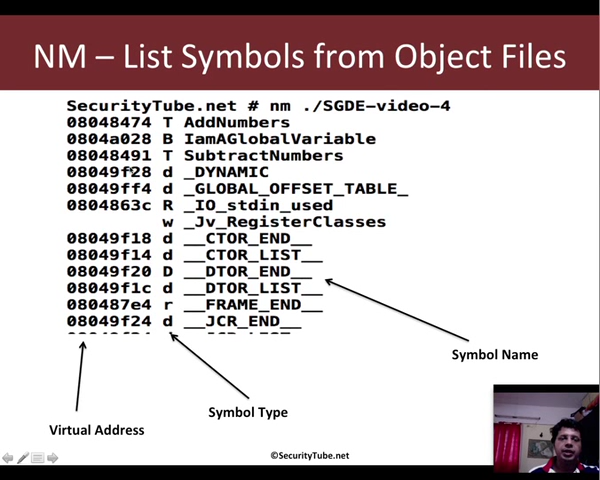 NM – List Symbols from Object Files
SecurityTube.net # nm ./SGDE-video-4
08048474 T AddNumbers
0804a028 B IamAGlobalVariable
08048491 T SubtractNumbers
08049f28 d _DYNAMIC
08049ff4 d _GLOBAL_OFFSET_TABLE_
0804863c R _IO_stdin_used
w _Jv_RegisterClasses
08049f18 d __CTOR_END__
08049f14 d __CTOR_LIST__
08049f20 D __DTOR_END__
08049f1c d __DTOR_LIST__
080487e4 r __FRAME_END__
08049f24 d __JCR_END__
Symbol Name
Symbol Type
Virtual Address
©SecurityTube.net